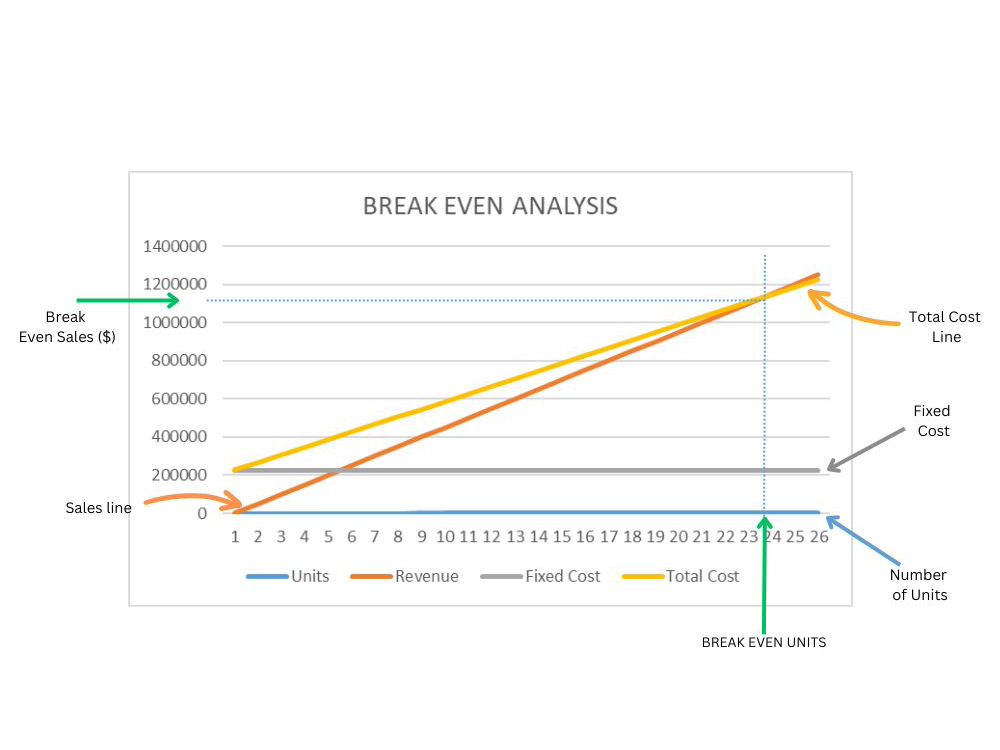 BREAK EVEN ANALYSIS
1400000
1200000
1000000
800000
600000
400000
200000
0
Break
Even Sales ($)
Total Cost
Line
Fixed
Cost
Sales line
1 2 3 4 5 6 7 8 9 10 11 12 13 14 15 16 17 18 19 20 21 22 23 24 25 26
Units Revenue Fixed Cost Total Cost
Number
of Units
BREAK EVEN UNITS